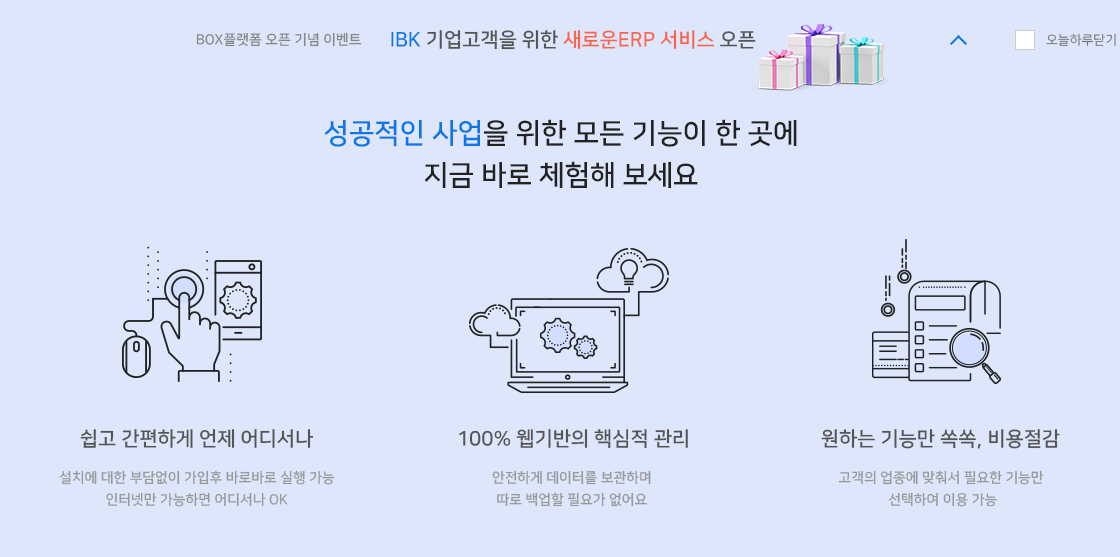 BOX플랫폼 오픈 기념 이벤트 IBK 기업고객을 위한 새로운ERP 서비스 오픈 오늘하루닫기
성공적인 사업을 위한 모든 기능이 한 곳에
지금 바로 체험해 보세요
쉽고 간편하게 언제 어디서나
설치에 대한 부담없이 가입후 바로바로 실행 가능
인터넷만 가능하면 어디서나 OK
100% 웹기반의 핵심적 관리
안전하게 데이터를 보관하며
따로 백업할 필요가 없어요
원하는 기능만 쏙쏙, 비용절감
고객의 업종에 맞춰서 필요한 기능만
선택하여 이용 가능